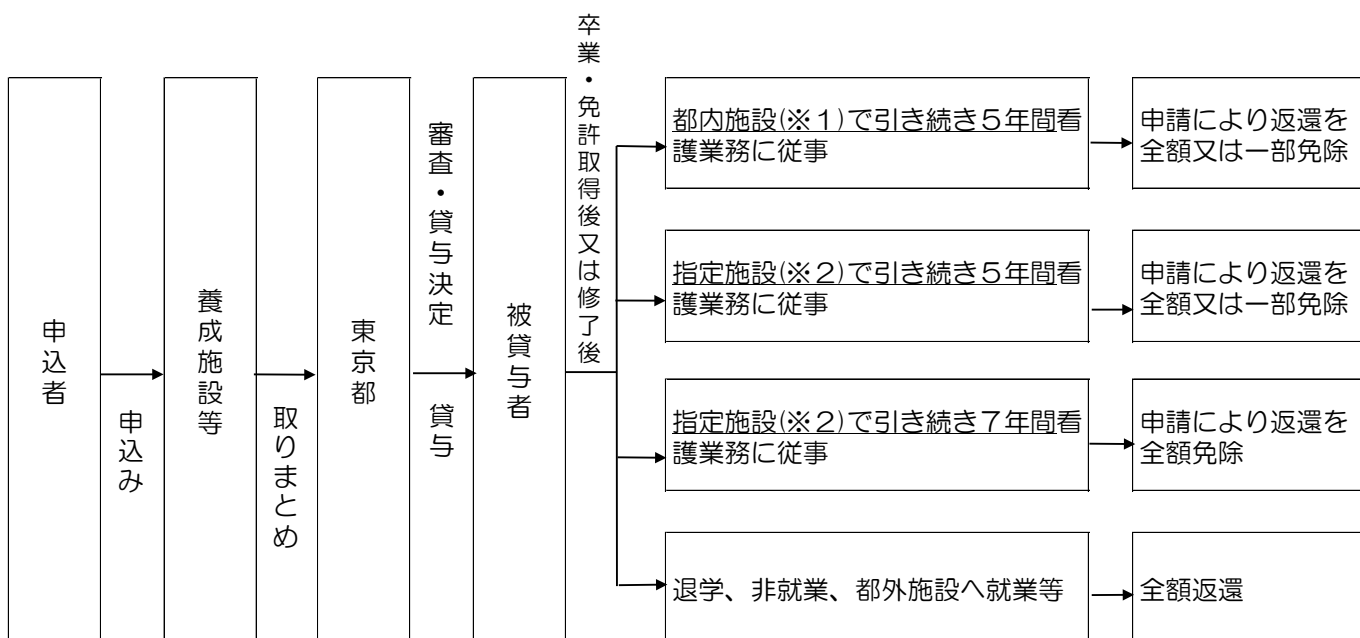 申込者
申込み
養成施設等
取りまとめ
東京都
審査・貸与決定
貸与
被貸与者
卒業・免許取得後又は修了後
都内施設(※１)で引き続き５年間看
護業務に従事
申請により返還を
全額又は一部免除
指定施設(※２)で引き続き５年間看
護業務に従事
申請により返還を
全額又は一部免除
指定施設(※２)で引き続き７年間看
護業務に従事
申請により返還を
全額免除
退学、非就業、都外施設へ就業等
全額返還